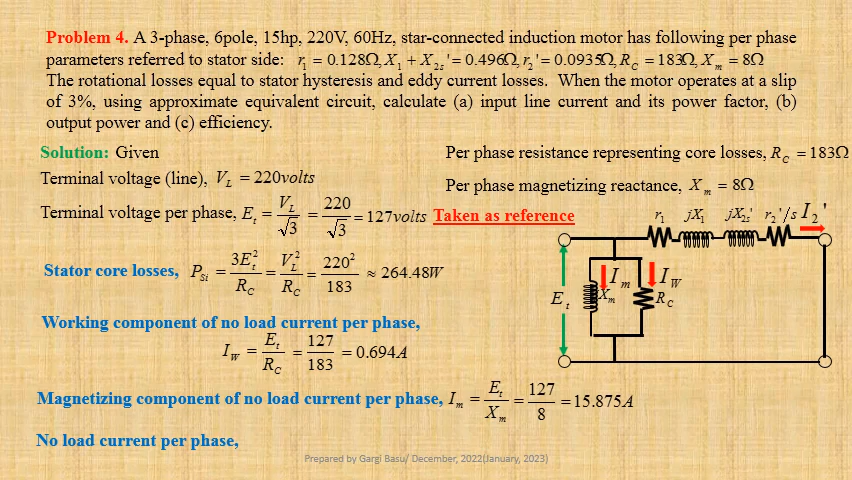 Problem 4. A 3-phase, 6pole, 15hp, 220V, 60Hz, star-connected induction motor has following per phase
parameters referred to stator side: r₁ = 0.128Ω, X₁ + X₂ₛ' = 0.496Ω, r₂' = 0.0935Ω, R_C = 183Ω, X_m = 8Ω
The rotational losses equal to stator hysteresis and eddy current losses. When the motor operates at a slip
of 3%, using approximate equivalent circuit, calculate (a) input line current and its power factor, (b)
output power and (c) efficiency.
Solution: Given
Terminal voltage (line), V_L = 220volts
Terminal voltage per phase, E_t = V_L/√3 = 220/√3 = 127volts Taken as reference
Per phase resistance representing core losses, R_C = 183Ω
Per phase magnetizing reactance, X_m = 8Ω
r₁ jX₁ jX₂ₛ' r₂'/s I₂'
I_m I_W
E_t X_m R_C
Stator core losses, P_Si = 3E_t²/R_C = V_L²/R_C = 220²/183 ≈ 264.48W
Working component of no load current per phase,
I_W = E_t/R_C = 127/183 = 0.694A
Magnetizing component of no load current per phase, I_m = E_t/X_m = 127/8 = 15.875A
No load current per phase,
Prepared by Gargi Basu/ December, 2022(January, 2023)